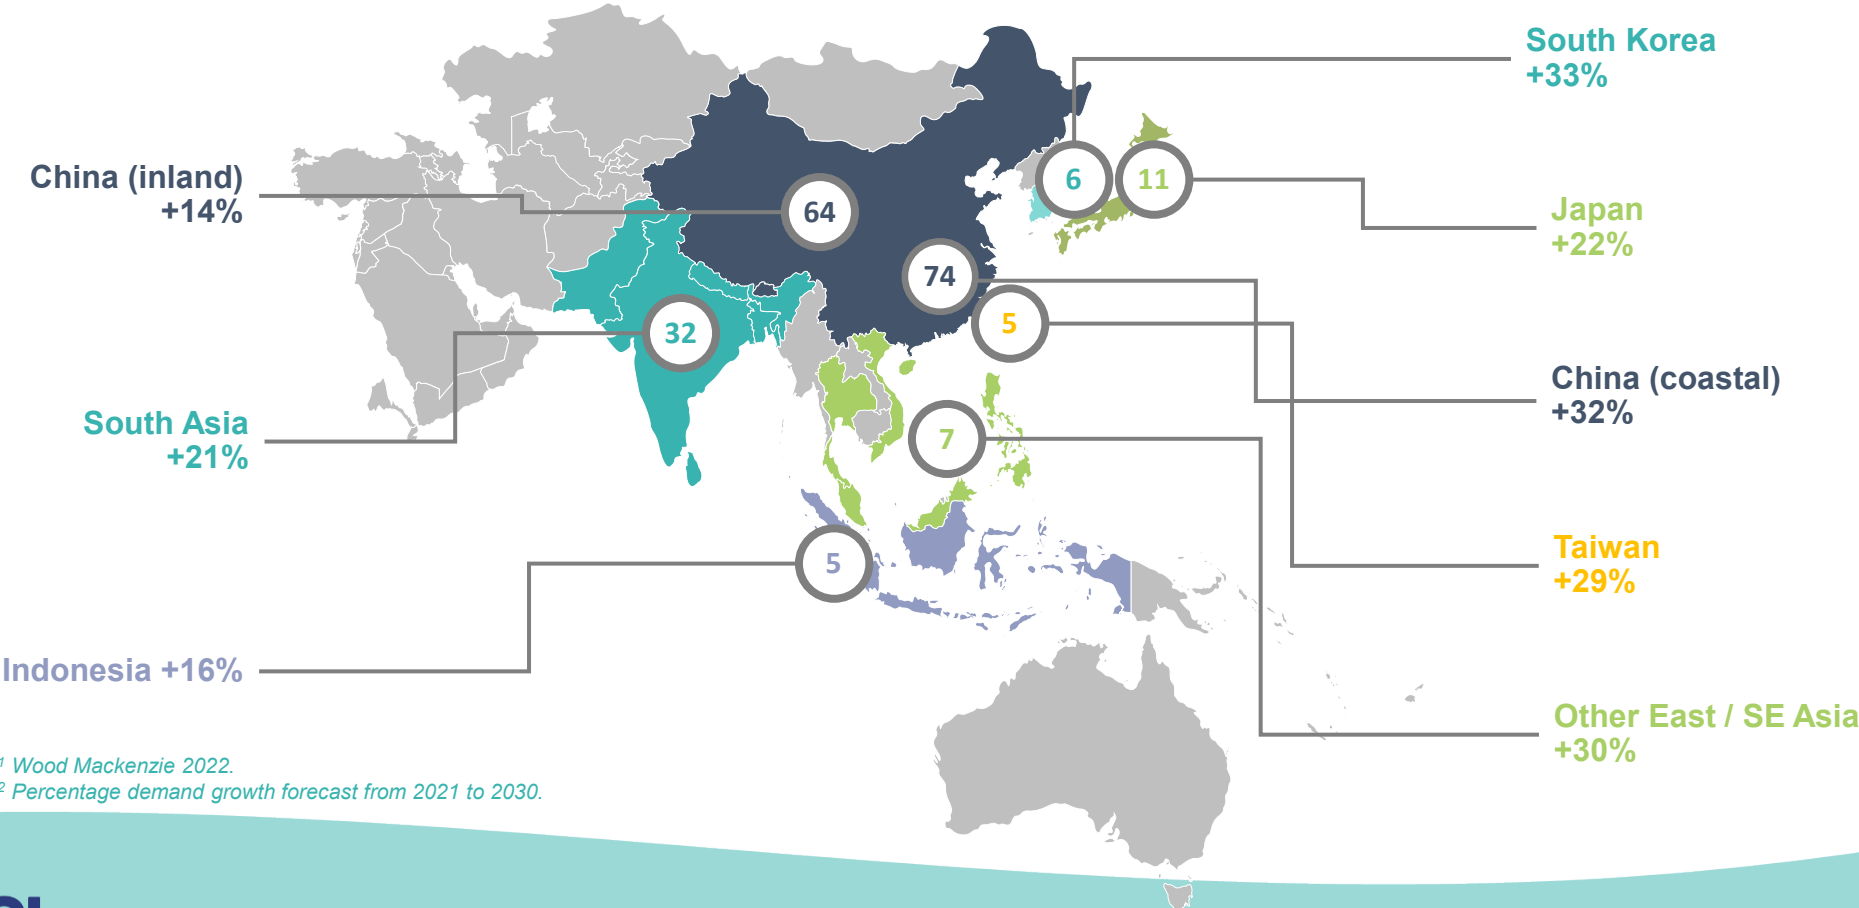 South Korea
+33%
China (inland)
+14%
64
6
11
Japan
+22%
74
5
32
China (coastal)
+32%
South Asia
+21%
7
Taiwan
+29%
5
Indonesia +16%
Other East / SE Asia
+30%
1 Wood Mackenzie 2022.
2 Percentage demand growth forecast from 2021 to 2030.